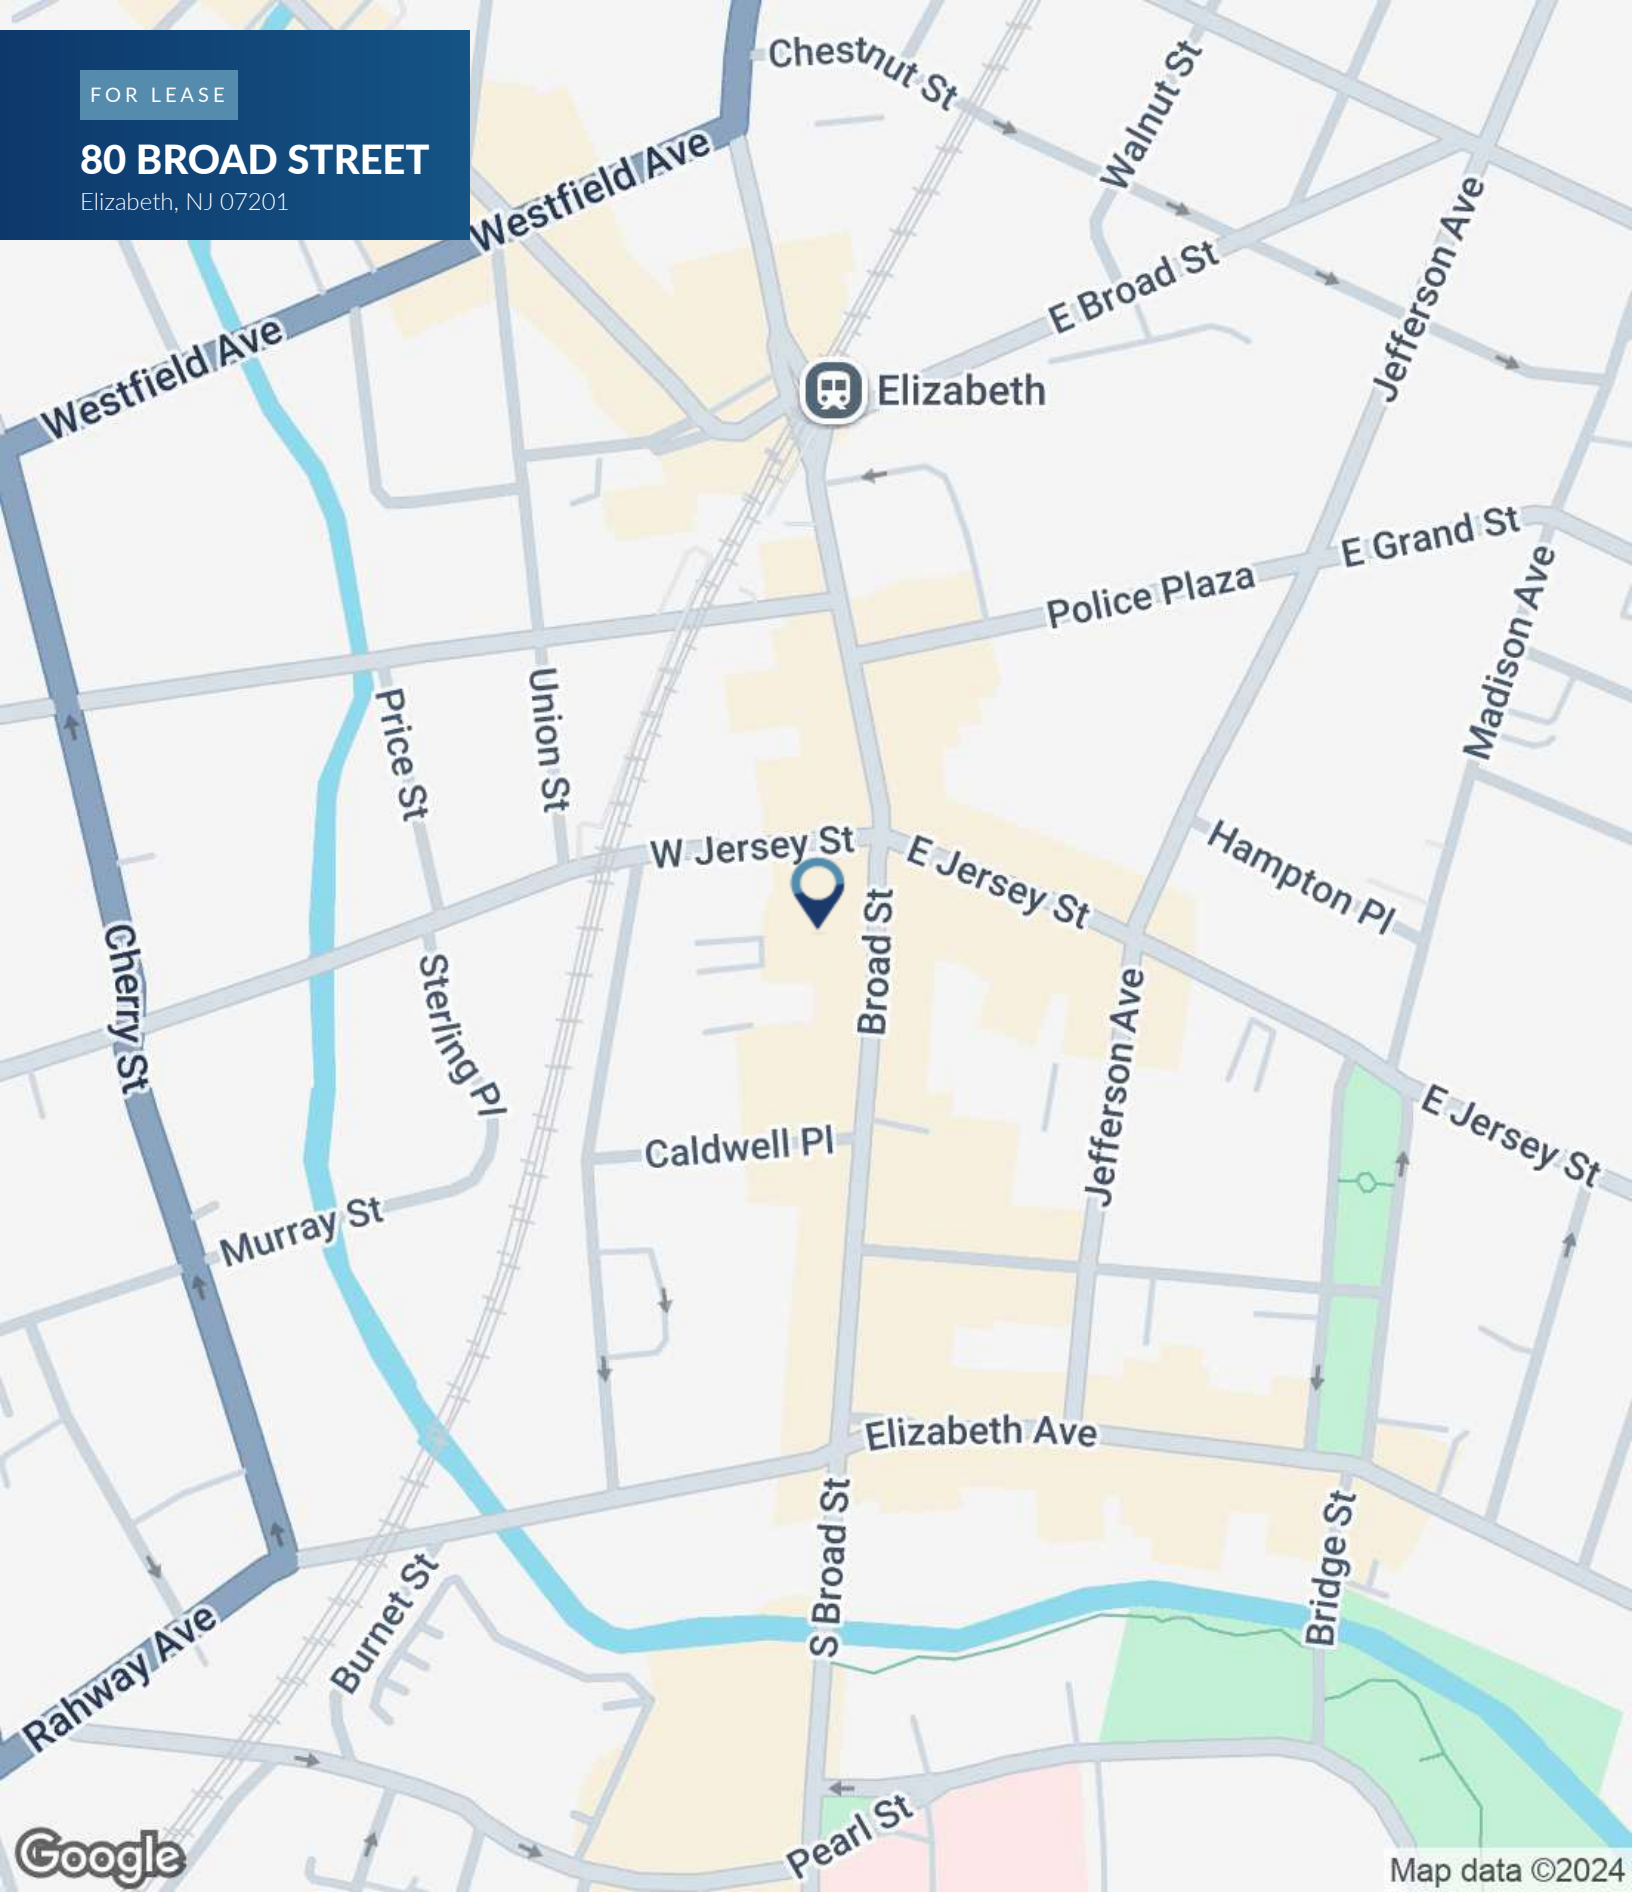 FOR LEASE
80 BROAD STREET
Elizabeth, NJ 07201
Chestnut St
Walnut St
Westfield Ave
E Broad St
Jefferson Ave
Westfield Ave
Elizabeth
E Grand St
Police Plaza
Madison Ave
Price St
Union St
W Jersey St
E Jersey St
Hampton Pl
Broad St
Cherry St
Sterling Pl
Jefferson Ave
E Jersey St
Caldwell Pl
Murray St
Elizabeth Ave
S Broad St
Bridge St
Burnet St
Rahway Ave
Pearl St
Google
Map data ©2024